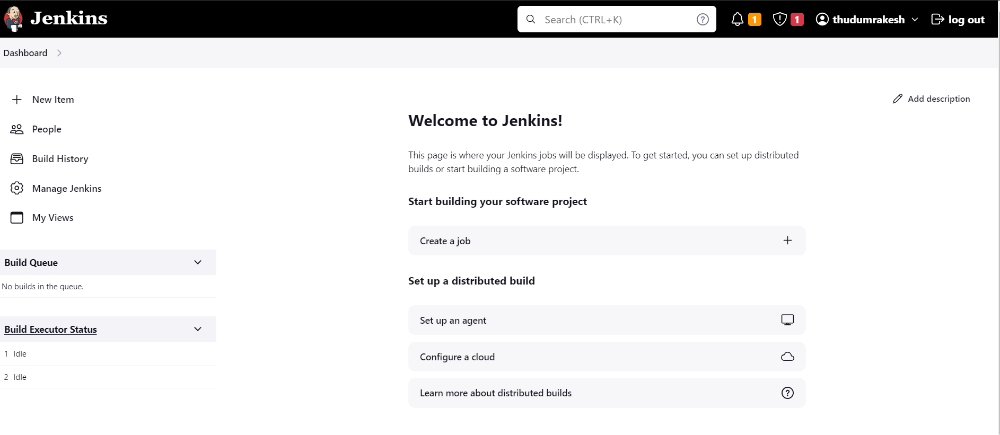 Jenkins
Search (CTRL+K)
1
1
thudumrakesh
log out
Dashboard
New Item
People
Build History
Manage Jenkins
My Views
Build Queue
No builds in the queue.
Build Executor Status
1 Idle
2 Idle
Add description
Welcome to Jenkins!
This page is where your Jenkins jobs will be displayed. To get started, you can set up distributed
builds or start building a software project.
Start building your software project
Create a job
Set up a distributed build
Set up an agent
Configure a cloud
Learn more about distributed builds